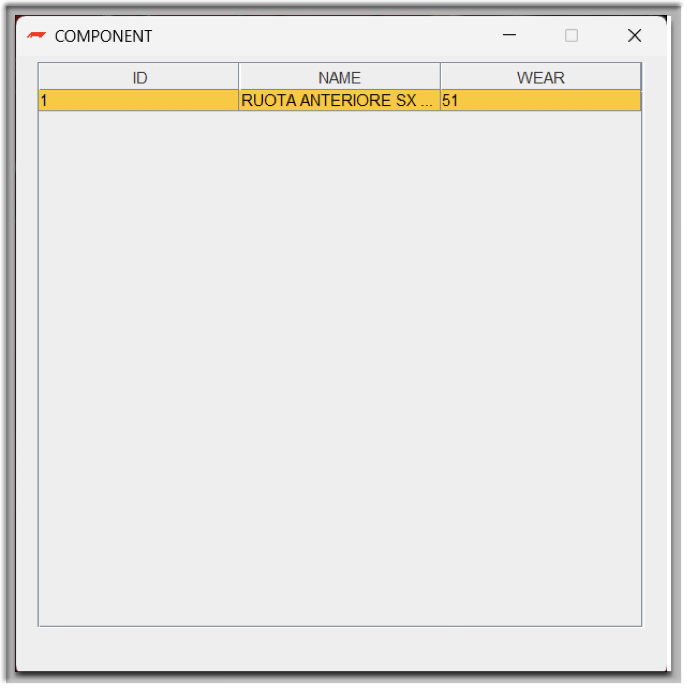 COMPONENT
ID NAME WEAR
1 RUOTA ANTERIORE SX ... 51